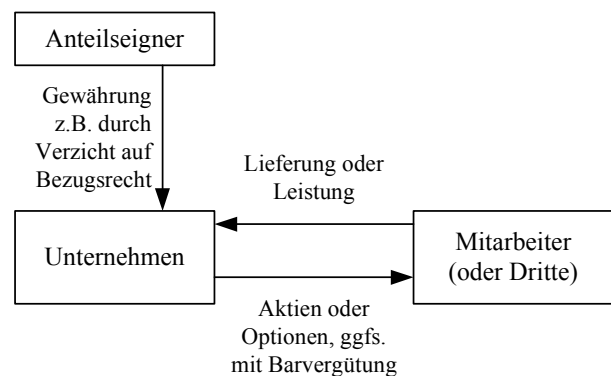 Anteilseigner
Gewährung
z.B. durch
Verzicht auf
Bezugsrecht
Lieferung oder
Leistung
Unternehmen
Mitarbeiter
(oder Dritte)
Aktien oder
Optionen, ggfs.
mit Barvergütung